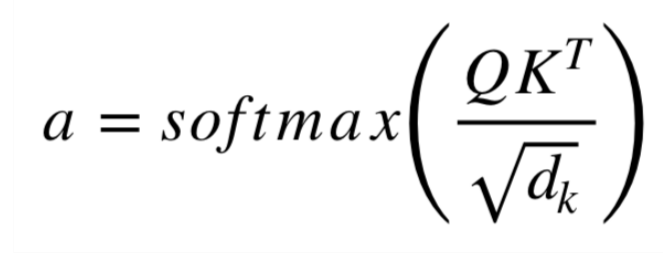 a = softmax(QK^T / √d_k)